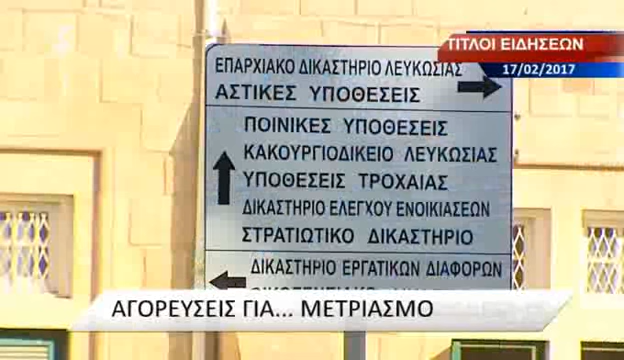 ΤΙΤΛΟΙ ΕΙΔΗΣΕΩΝ
17/02/2017
ΕΠΑΡΧΙΑΚΟ ΔΙΚΑΣΤΗΡΙΟ ΛΕΥΚΩΣΙΑΣ
ΑΣΤΙΚΕΣ ΥΠΟΘΕΣΕΙΣ
ΠΟΙΝΙΚΕΣ ΥΠΟΘΕΣΕΙΣ
ΚΑΚΟΥΡΓΙΟΔΙΚΕΙΟ ΛΕΥΚΩΣΙΑΣ
ΥΠΟΘΕΣΕΙΣ ΤΡΟΧΑΙΑΣ
ΔΙΚΑΣΤΗΡΙΟ ΕΛΕΓΧΟΥ ΕΝΟΙΚΙΑΣΕΩΝ
ΣΤΡΑΤΙΩΤΙΚΟ ΔΙΚΑΣΤΗΡΙΟ
ΔΙΚΑΣΤΗΡΙΟ ΕΡΓΑΤΙΚΩΝ ΔΙΑΦΟΡΩΝ
ΑΓΟΡΕΥΣΕΙΣ ΓΙΑ... ΜΕΤΡΙΑΣΜΟ